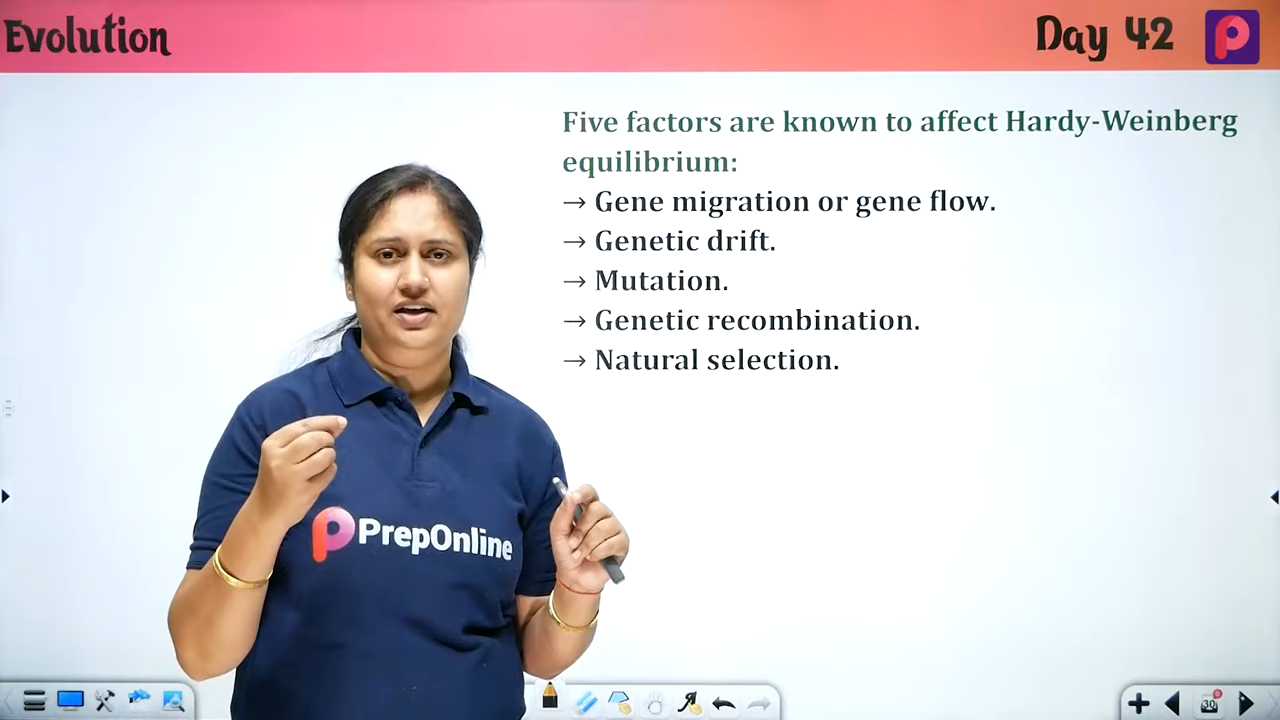 Evolution
Day 42
Five factors are known to affect Hardy-Weinberg
equilibrium:
→ Gene migration or gene flow.
→ Genetic drift.
→ Mutation.
→ Genetic recombination.
→ Natural selection.
PrepOnline
30